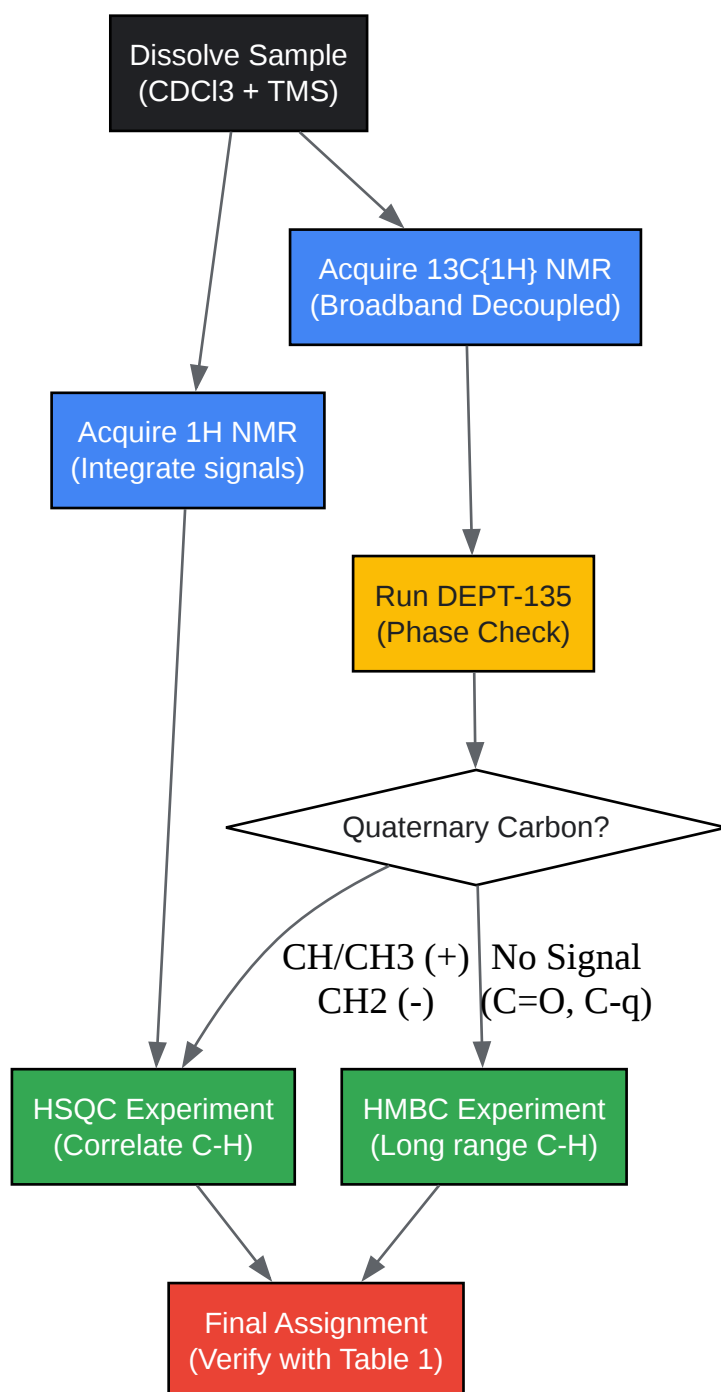 Dissolve Sample
(CDCl3 + TMS)
Acquire 13C{1H} NMR
(Broadband Decoupled)
Acquire 1H NMR
(Integrate signals)
Run DEPT-135
(Phase Check)
Quaternary Carbon?
CH/CH3 (+)
CH2 (-)
No Signal
(C=O, C-q)
HSQC Experiment
(Correlate C-H)
HMBC Experiment
(Long range C-H)
Final Assignment
(Verify with Table 1)